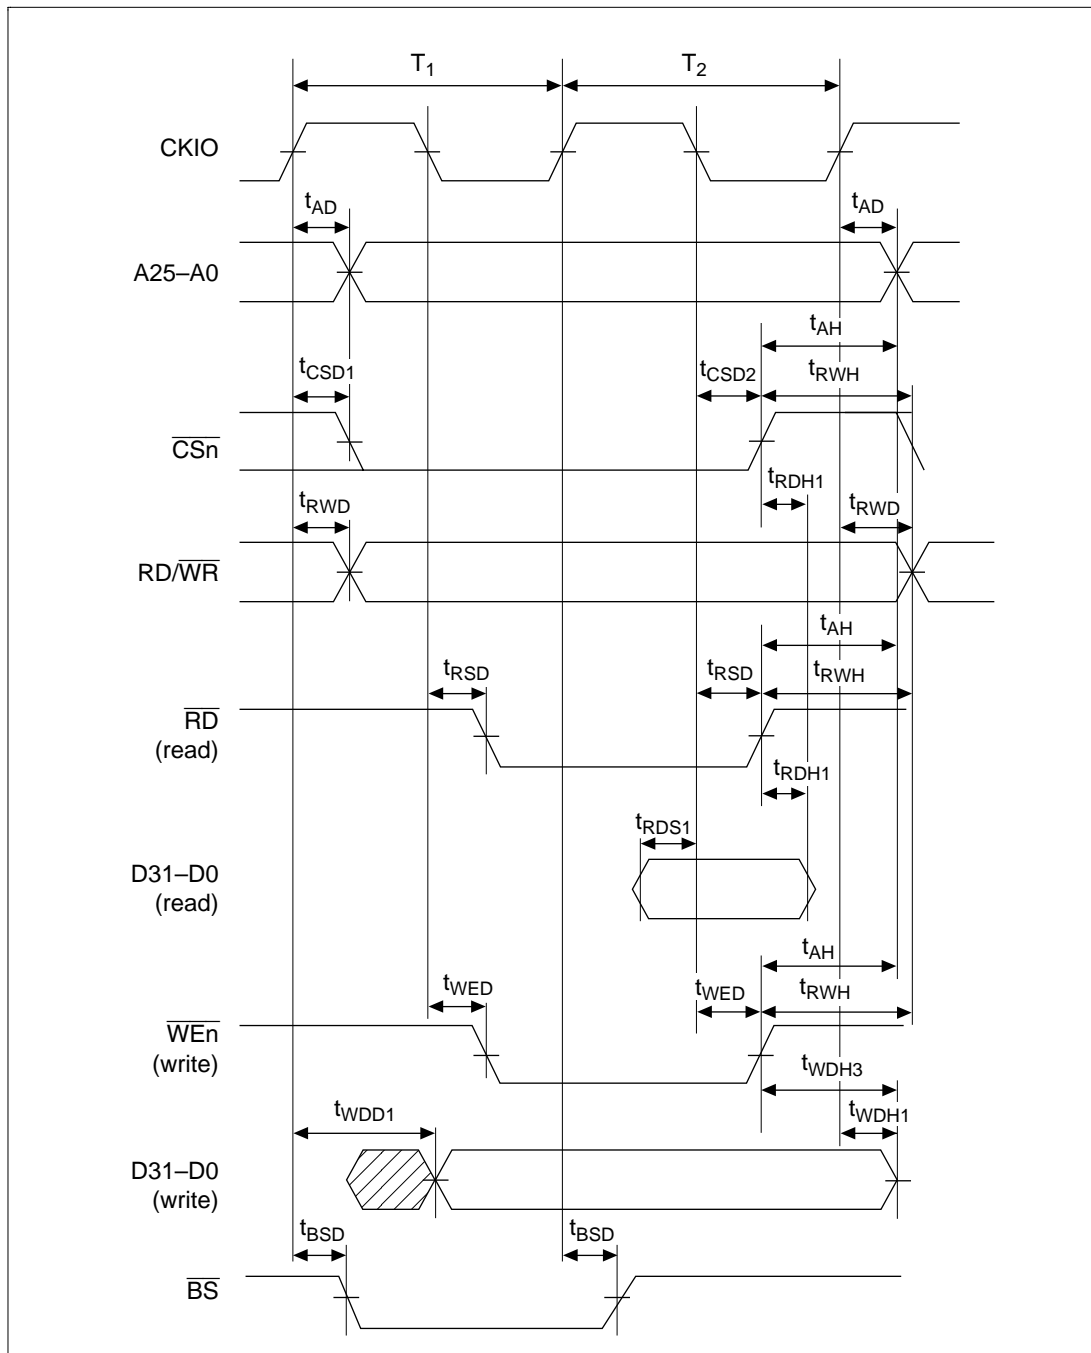 T1 T2
CKIO
tAD tAD
A25–A0
tAH
tCSD1 tCSD2 tRWH
CSn
tRDH1
tRWD tRWD
RD/WR
tAH
tRSD tRSD tRWH
RD
(read)
tRDH1
tRDS1
D31–D0
(read)
tAH
tWED tWED tRWH
WEn
(write)
tWDH3
tWDD1 tWDH1
D31–D0
(write)
tBSD tBSD
BS